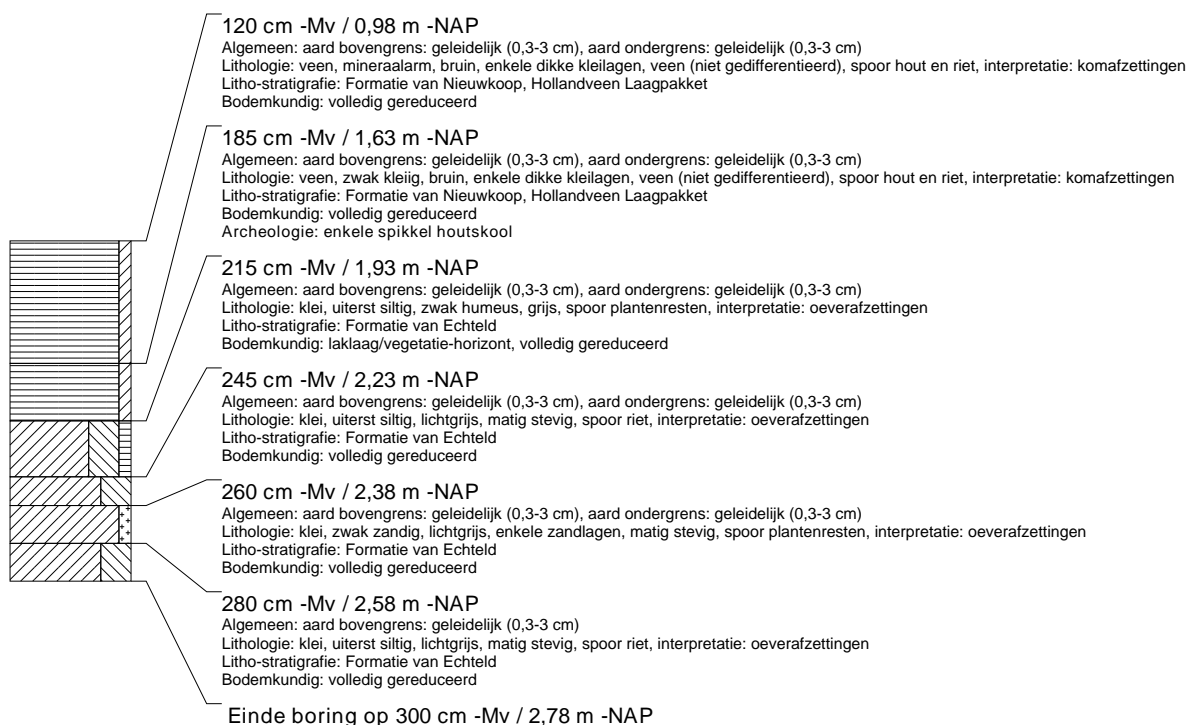 120 cm -Mv / 0,98 m -NAP
Algemeen: aard bovengrens: geleidelijk (0,3-3 cm), aard ondergrens: geleidelijk (0,3-3 cm)
Lithologie: veen, mineraalarm, bruin, enkele dikke kleilagen, veen (niet gedifferentieerd), spoor hout en riet, interpretatie: komafzettingen
Litho-stratigrafie: Formatie van Nieuwkoop, Hollandveen Laagpakket
Bodemkundig: volledig gereduceerd
185 cm -Mv / 1,63 m -NAP
Algemeen: aard bovengrens: geleidelijk (0,3-3 cm), aard ondergrens: geleidelijk (0,3-3 cm)
Lithologie: veen, zwak kleiig, bruin, enkele dikke kleilagen, veen (niet gedifferentieerd), spoor hout en riet, interpretatie: komafzettingen
Litho-stratigrafie: Formatie van Nieuwkoop, Hollandveen Laagpakket
Bodemkundig: volledig gereduceerd
Archeologie: enkele spikkel houtskool
215 cm -Mv / 1,93 m -NAP
Algemeen: aard bovengrens: geleidelijk (0,3-3 cm), aard ondergrens: geleidelijk (0,3-3 cm)
Lithologie: klei, uiterst siltig, zwak humeus, grijs, spoor plantenresten, interpretatie: oeverafzettingen
Litho-stratigrafie: Formatie van Echteld
Bodemkundig: laklaag/vegetatie-horizont, volledig gereduceerd
245 cm -Mv / 2,23 m -NAP
Algemeen: aard bovengrens: geleidelijk (0,3-3 cm), aard ondergrens: geleidelijk (0,3-3 cm)
Lithologie: klei, uiterst siltig, lichtgrijs, matig stevig, spoor riet, interpretatie: oeverafzettingen
Litho-stratigrafie: Formatie van Echteld
Bodemkundig: volledig gereduceerd
260 cm -Mv / 2,38 m -NAP
Algemeen: aard bovengrens: geleidelijk (0,3-3 cm), aard ondergrens: geleidelijk (0,3-3 cm)
Lithologie: klei, zwak zandig, lichtgrijs, enkele zandlagen, matig stevig, spoor plantenresten, interpretatie: oeverafzettingen
Litho-stratigrafie: Formatie van Echteld
Bodemkundig: volledig gereduceerd
280 cm -Mv / 2,58 m -NAP
Algemeen: aard bovengrens: geleidelijk (0,3-3 cm)
Lithologie: klei, uiterst siltig, lichtgrijs, matig stevig, spoor riet, interpretatie: oeverafzettingen
Litho-stratigrafie: Formatie van Echteld
Bodemkundig: volledig gereduceerd
Einde boring op 300 cm -Mv / 2,78 m -NAP